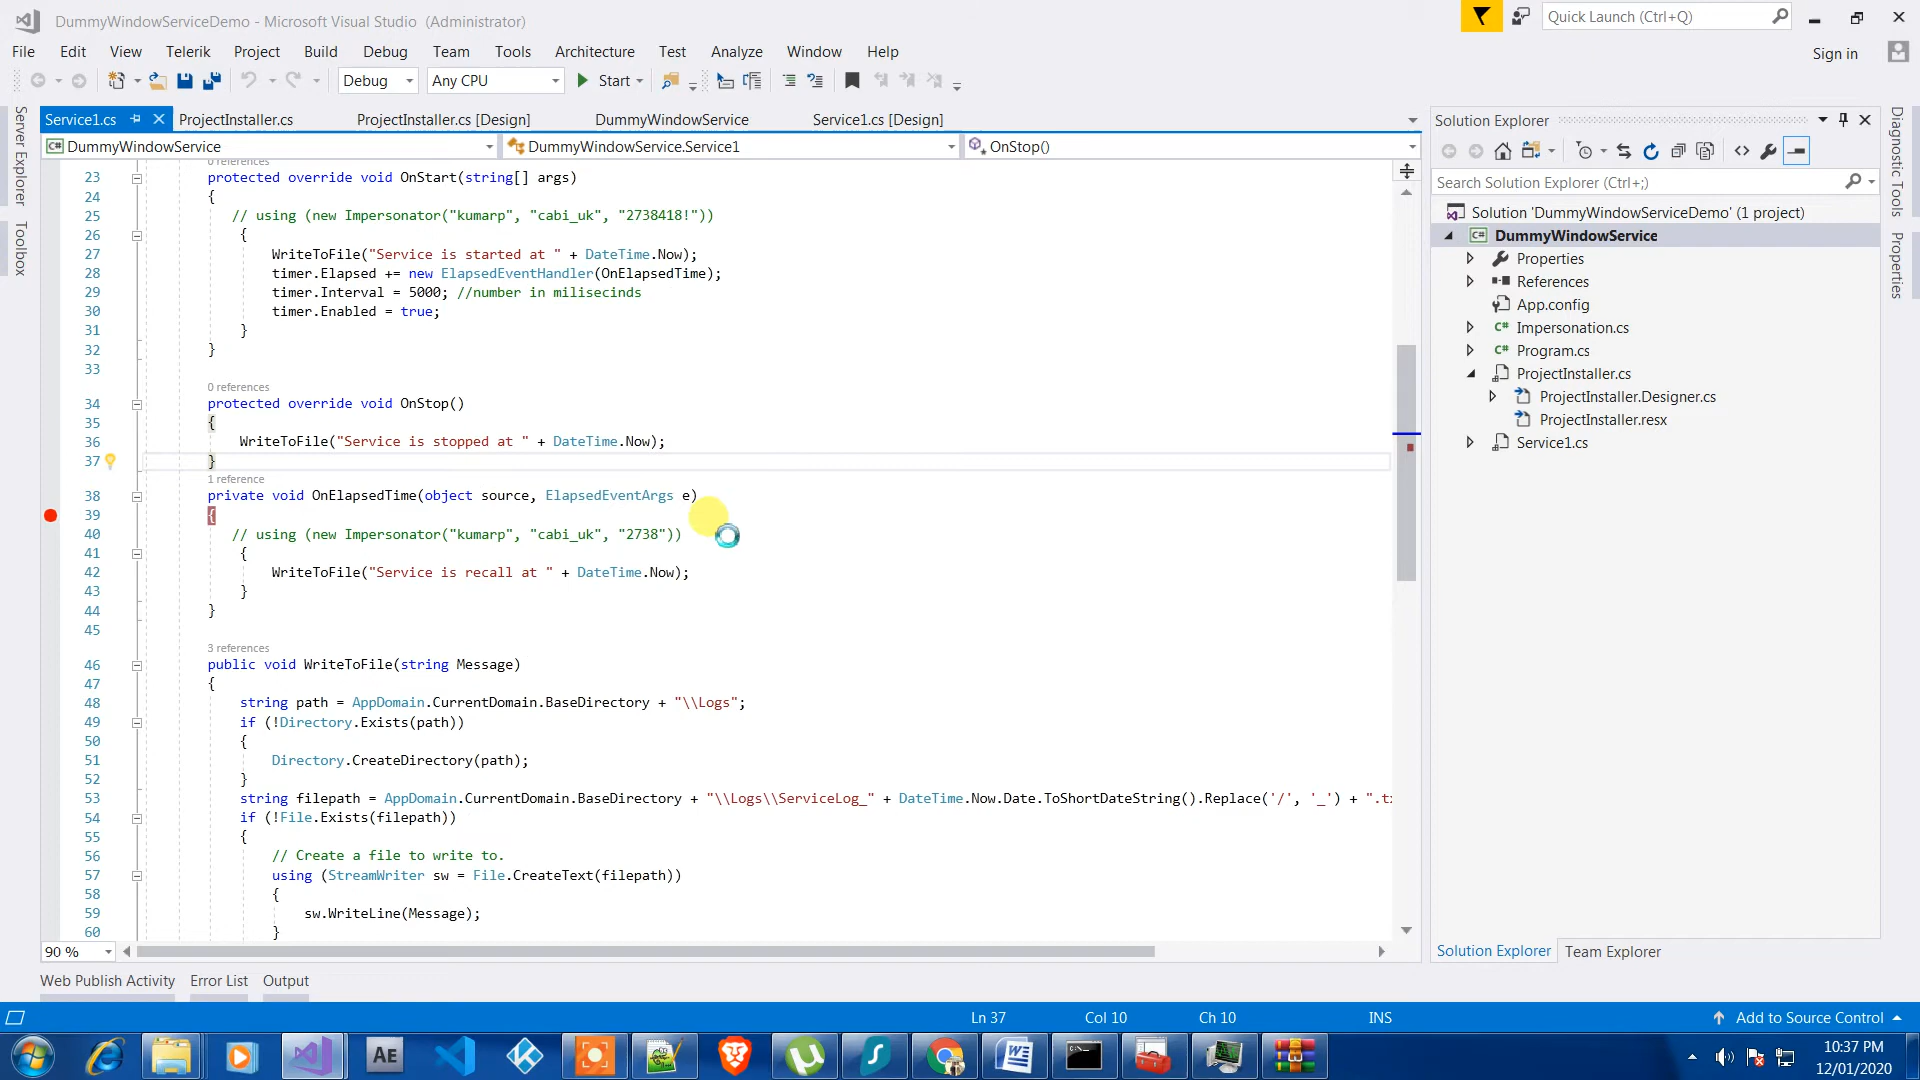 DummyWindowServiceDemo - Microsoft Visual Studio (Administrator)
Quick Launch (Ctrl+Q)
File Edit View Telerik Project Build Debug Team Tools Architecture Test Analyze Window Help
Sign in
Debug Any CPU Start
Service1.cs ProjectInstaller.cs ProjectInstaller.cs [Design] DummyWindowService Service1.cs [Design]
DummyWindowService DummyWindowService.Service1 OnStop()
Server Explorer
Toolbox
0 references
23 protected override void OnStart(string[] args)
24 {
25 // using (new Impersonator("kumarp", "cabi_uk", "2738418!"))
26 {
27 WriteToFile("Service is started at " + DateTime.Now);
28 timer.Elapsed += new ElapsedEventHandler(OnElapsedTime);
29 timer.Interval = 5000; //number in milisecinds
30 timer.Enabled = true;
31 }
32 }
33
0 references
34 protected override void OnStop()
35 {
36 WriteToFile("Service is stopped at " + DateTime.Now);
37 }
1 reference
38 private void OnElapsedTime(object source, ElapsedEventArgs e)
39 {
40 // using (new Impersonator("kumarp", "cabi_uk", "2738"))
41 {
42 WriteToFile("Service is recall at " + DateTime.Now);
43 }
44 }
45
3 references
46 public void WriteToFile(string Message)
47 {
48 string path = AppDomain.CurrentDomain.BaseDirectory + "\\Logs";
49 if (!Directory.Exists(path))
50 {
51 Directory.CreateDirectory(path);
52 }
53 string filepath = AppDomain.CurrentDomain.BaseDirectory + "\\Logs\\ServiceLog_" + DateTime.Now.Date.ToShortDateString().Replace('/', '_') + ".t
54 if (!File.Exists(filepath))
55 {
56 // Create a file to write to.
57 using (StreamWriter sw = File.CreateText(filepath))
58 {
59 sw.WriteLine(Message);
60 }
90 %
Solution Explorer
Search Solution Explorer (Ctrl+;)
Solution 'DummyWindowServiceDemo' (1 project)
DummyWindowService
Properties
References
App.config
Impersonation.cs
Program.cs
ProjectInstaller.cs
ProjectInstaller.Designer.cs
ProjectInstaller.resx
Service1.cs
Solution Explorer Team Explorer
Diagnostic Tools
Properties
Web Publish Activity Error List Output
Ln 37 Col 10 Ch 10 INS Add to Source Control
AE
10:37 PM
12/01/2020